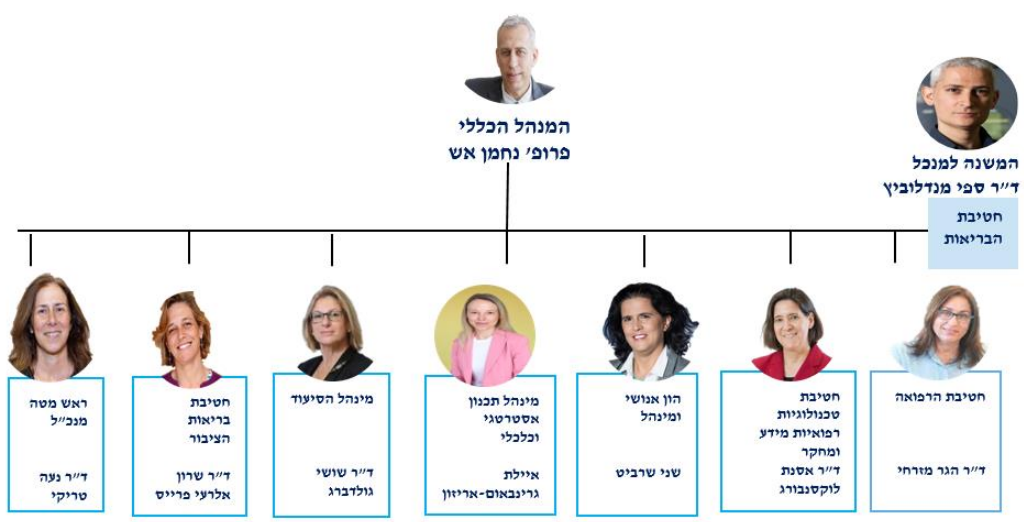 המנהל הכללי
פרופ' נחמן אש
המשנה למנכל
ד"ר ספי מנדלוביץ
חטיבת
הבריאות
חטיבת הרפואה
ד"ר הגר מזרחי
חטיבת
טכנולוגיות
רפואיות מידע
ומחקר
ד"ר אסנת
לוקסנבורג
הון אנושי
ומינהל
שני שרביט
מינהל תכנון
אסטרטגי
וכלכלי
איילת
גרינבאום-אריזון
מינהל הסיעוד
ד"ר שושי
גולדברג
חטיבת
בריאות
הציבור
ד"ר שרון
אלרעי פרייס
ראש מטה
מנכ"ל
ד"ר נעה
טריקי